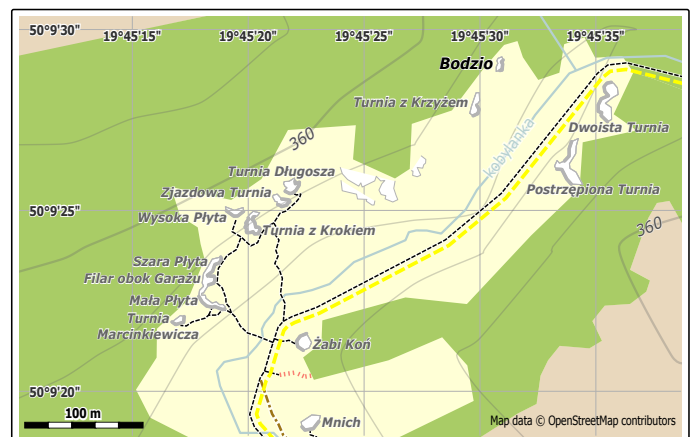 50°9'30"
19°45'15"
19°45'20"
19°45'25"
19°45'30"
19°45'35"
Bodzio
Turnia z Krzyżem
Dwoista Turnia
kobylanka
360
Turnia Długosza
Zjazdowa Turnia
Postrzępiona Turnia
50°9'25"
Wysoka Płyta
Turnia z Krokiem
360
Szara Płyta
Filar obok Garażu
Mała Płyta
Turnia
Marcinkiewicza
Żabi Koń
50°9'20"
100 m
Mnich
Map data © OpenStreetMap contributors